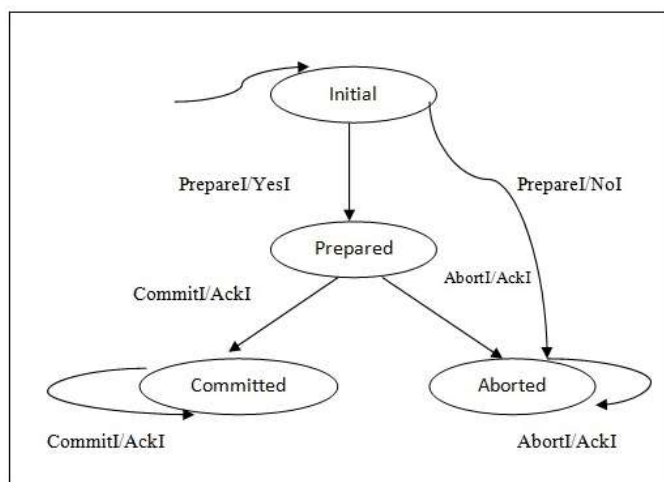 Initial
PrepareI/YesI
PrepareI/NoI
Prepared
CommitI/AckI
AbortI/AckI
Committed
Aborted
CommitI/AckI
AbortI/AckI